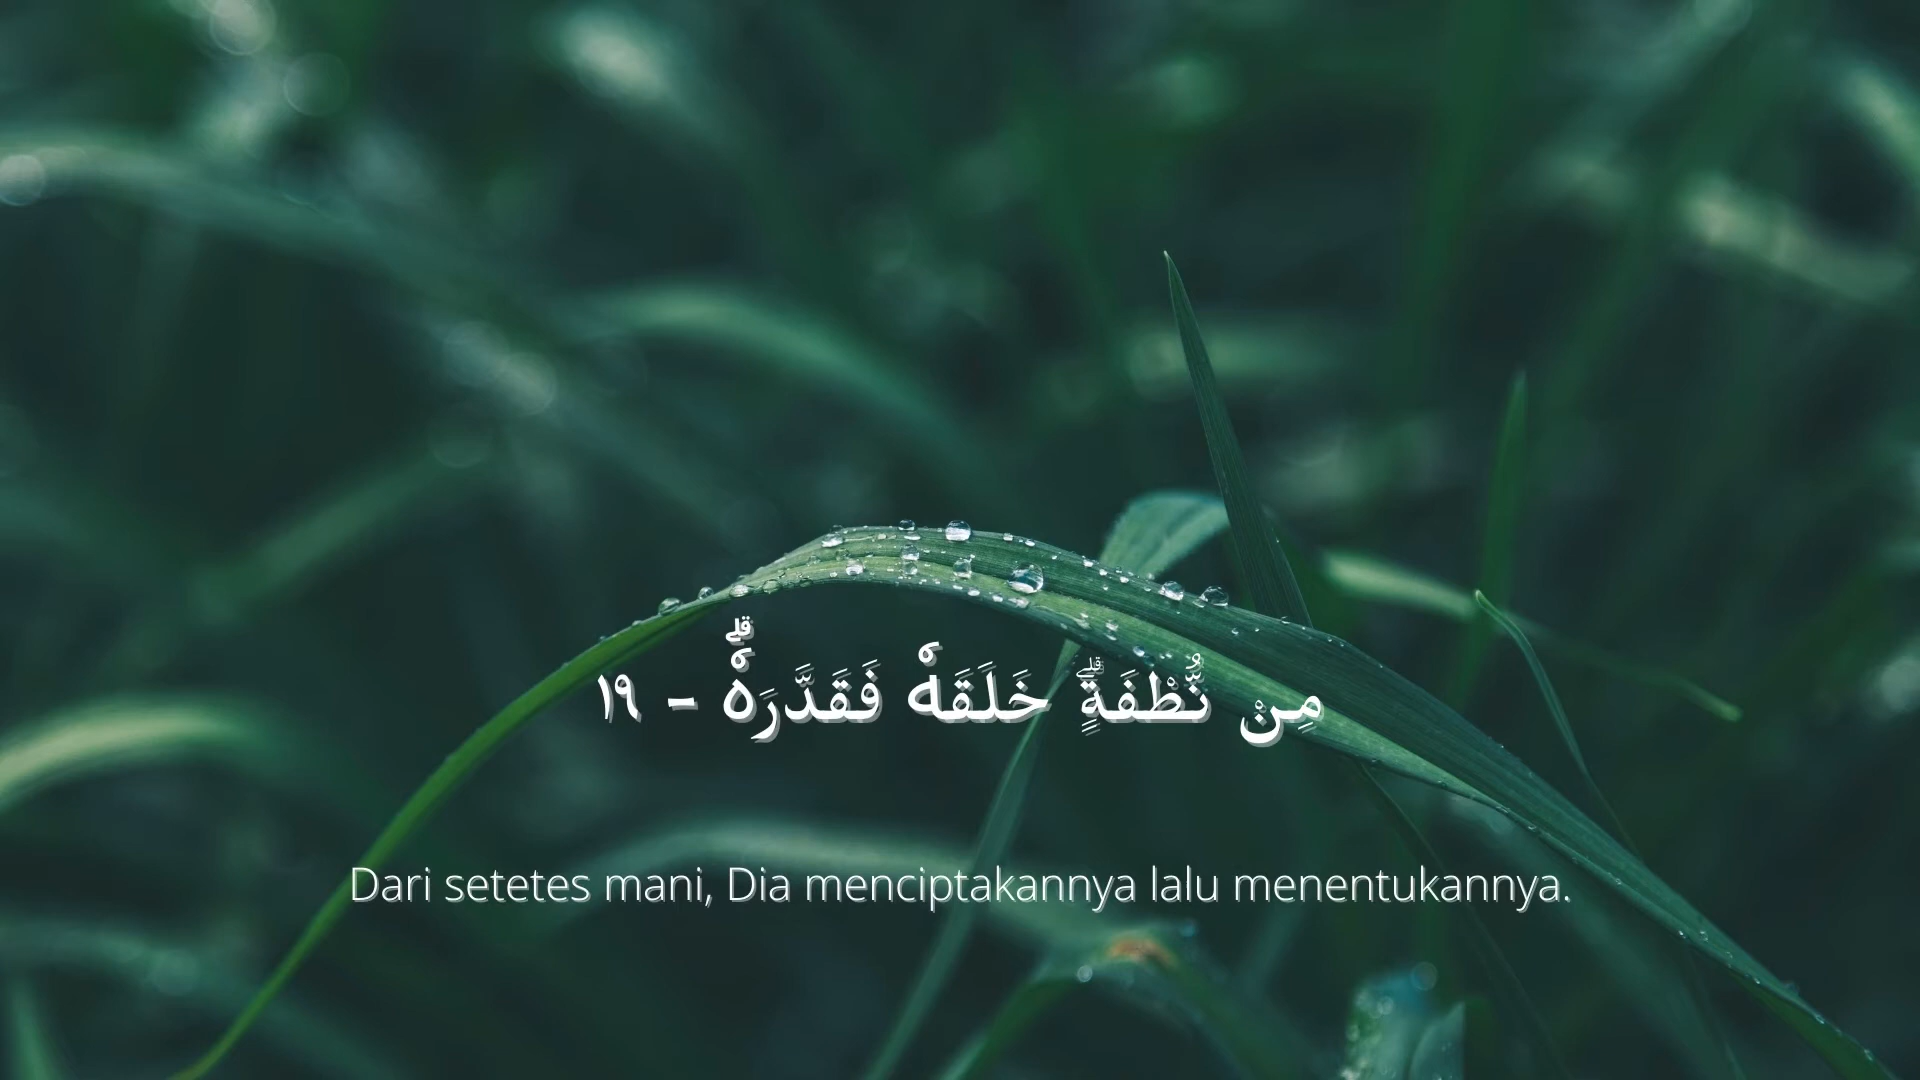 مِنْ نُّطْفَةٍۗ خَلَقَهٗ فَقَدَّرَهٗۗ - ١٩
Dari setetes mani, Dia menciptakannya lalu menentukannya.